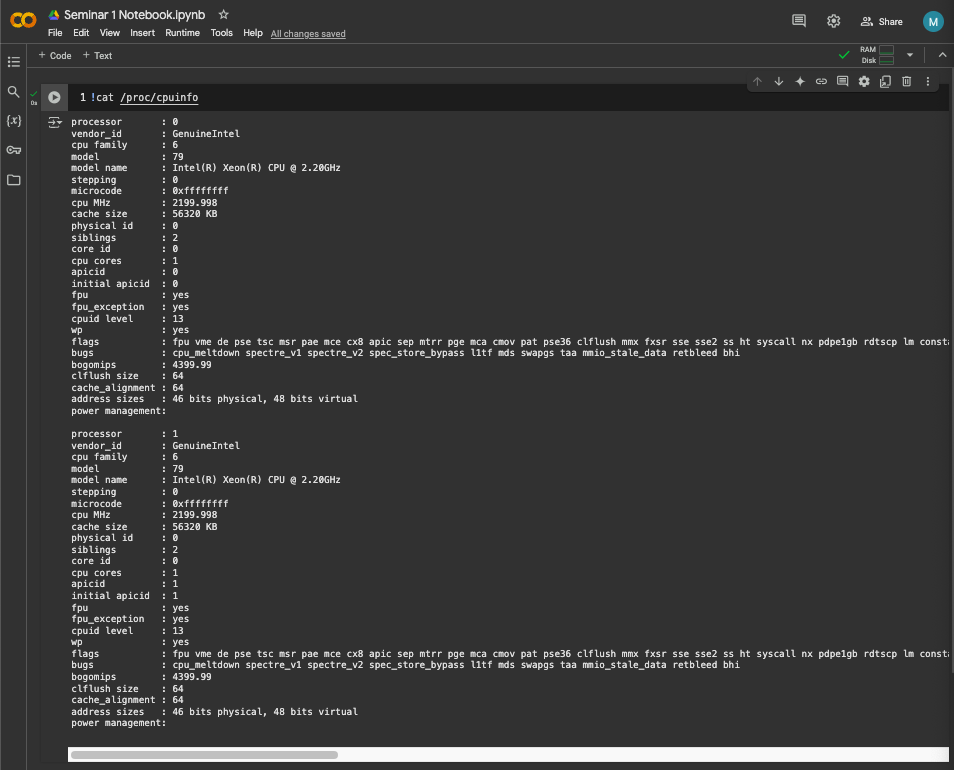 Seminar 1 Notebook.ipynb
File Edit View Insert Runtime Tools Help All changes saved
Share
M
+ Code + Text
RAM
Disk
0s
1 !cat /proc/cpuinfo
processor : 0
vendor_id : GenuineIntel
cpu family : 6
model : 79
model name : Intel(R) Xeon(R) CPU @ 2.20GHz
stepping : 0
microcode : 0xffffffff
cpu MHz : 2199.998
cache size : 56320 KB
physical id : 0
siblings : 2
core id : 0
cpu cores : 1
apicid : 0
initial apicid : 0
fpu : yes
fpu_exception : yes
cpuid level : 13
wp : yes
flags : fpu vme de pse tsc msr pae mce cx8 apic sep mtrr pge mca cmov pat pse36 clflush mmx fxsr sse sse2 ss ht syscall nx pdpe1gb rdtscp lm consta
bugs : cpu_meltdown spectre_v1 spectre_v2 spec_store_bypass l1tf mds swapgs taa mmio_stale_data retbleed bhi
bogomips : 4399.99
clflush size : 64
cache_alignment : 64
address sizes : 46 bits physical, 48 bits virtual
power management:
processor : 1
vendor_id : GenuineIntel
cpu family : 6
model : 79
model name : Intel(R) Xeon(R) CPU @ 2.20GHz
stepping : 0
microcode : 0xffffffff
cpu MHz : 2199.998
cache size : 56320 KB
physical id : 0
siblings : 2
core id : 0
cpu cores : 1
apicid : 1
initial apicid : 1
fpu : yes
fpu_exception : yes
cpuid level : 13
wp : yes
flags : fpu vme de pse tsc msr pae mce cx8 apic sep mtrr pge mca cmov pat pse36 clflush mmx fxsr sse sse2 ss ht syscall nx pdpe1gb rdtscp lm consta
bugs : cpu_meltdown spectre_v1 spectre_v2 spec_store_bypass l1tf mds swapgs taa mmio_stale_data retbleed bhi
bogomips : 4399.99
clflush size : 64
cache_alignment : 64
address sizes : 46 bits physical, 48 bits virtual
power management: